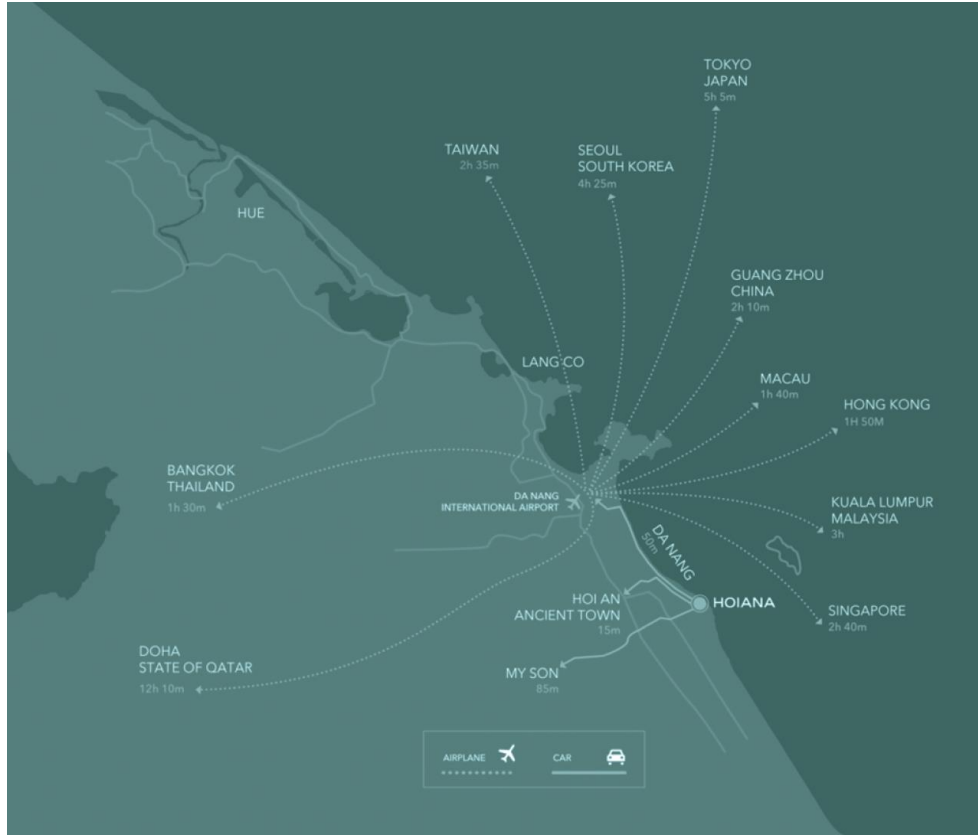 TOKYO
JAPAN
5h 5m
TAIWAN
2h 35m
SEOUL
SOUTH KOREA
4h 25m
HUE
GUANG ZHOU
CHINA
2h 10m
LANG CO
MACAU
1h 40m
HONG KONG
1H 50M
BANGKOK
THAILAND
1h 30m
DA NANG
INTERNATIONAL AIRPORT
KUALA LUMPUR
MALAYSIA
3h
DA NANG
50m
HOI AN
ANCIENT TOWN
15m
HOIANA
SINGAPORE
2h 40m
DOHA
STATE OF QATAR
12h 10m
MY SON
85m
AIRPLANE
CAR